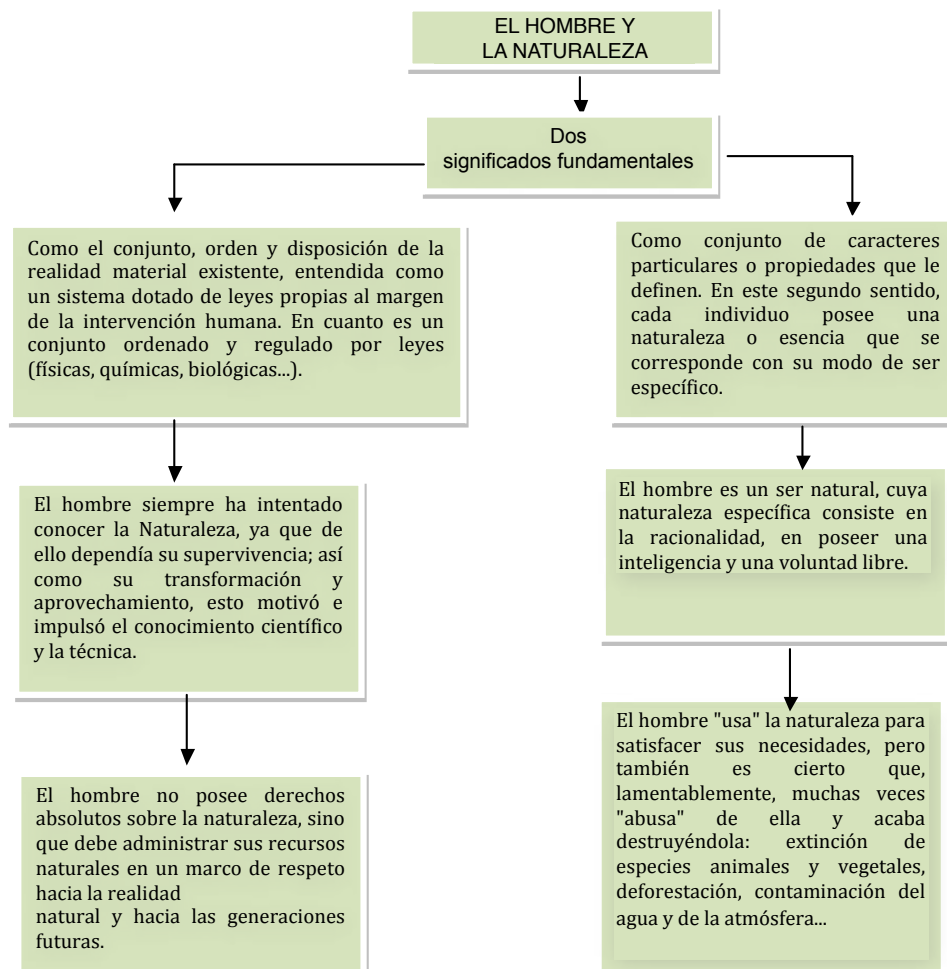 EL HOMBRE Y
LA NATURALEZA
Dos
significados fundamentales
Como el conjunto, orden y disposición de la
realidad material existente, entendida como
un sistema dotado de leyes propias al margen
de la intervención humana. En cuanto es un
conjunto ordenado y regulado por leyes
(físicas, químicas, biológicas...).
El hombre siempre ha intentado
conocer la Naturaleza, ya que de
ello dependía su supervivencia; así
como su transformación y
aprovechamiento, esto motivó e
impulsó el conocimiento científico
y la técnica.
El hombre no posee derechos
absolutos sobre la naturaleza, sino
que debe administrar sus recursos
naturales en un marco de respeto
hacia la realidad
natural y hacia las generaciones
futuras.
Como conjunto de caracteres
particulares o propiedades que le
definen. En este segundo sentido,
cada individuo posee una
naturaleza o esencia que se
corresponde con su modo de ser
específico.
El hombre es un ser natural, cuya
naturaleza específica consiste en
la racionalidad, en poseer una
inteligencia y una voluntad libre.
El hombre "usa" la naturaleza para
satisfacer sus necesidades, pero
también es cierto que,
lamentablemente, muchas veces
"abusa" de ella y acaba
destruyéndola: extinción de
especies animales y vegetales,
deforestación, contaminación del
agua y de la atmósfera...